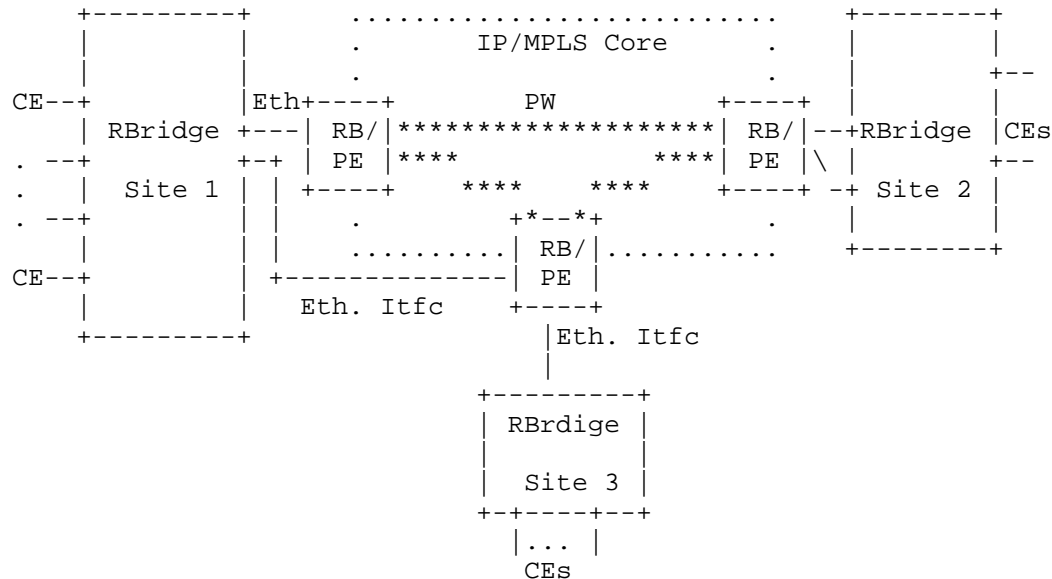 IP/MPLS Core
CE
Eth PW
RBridge RB/ RB/ RBridge CEs
. PE PE
. Site 1 Site 2
.
RB/
CE PE
Eth. Itfc
Eth. Itfc
RBrdige
Site 3
...
CEs